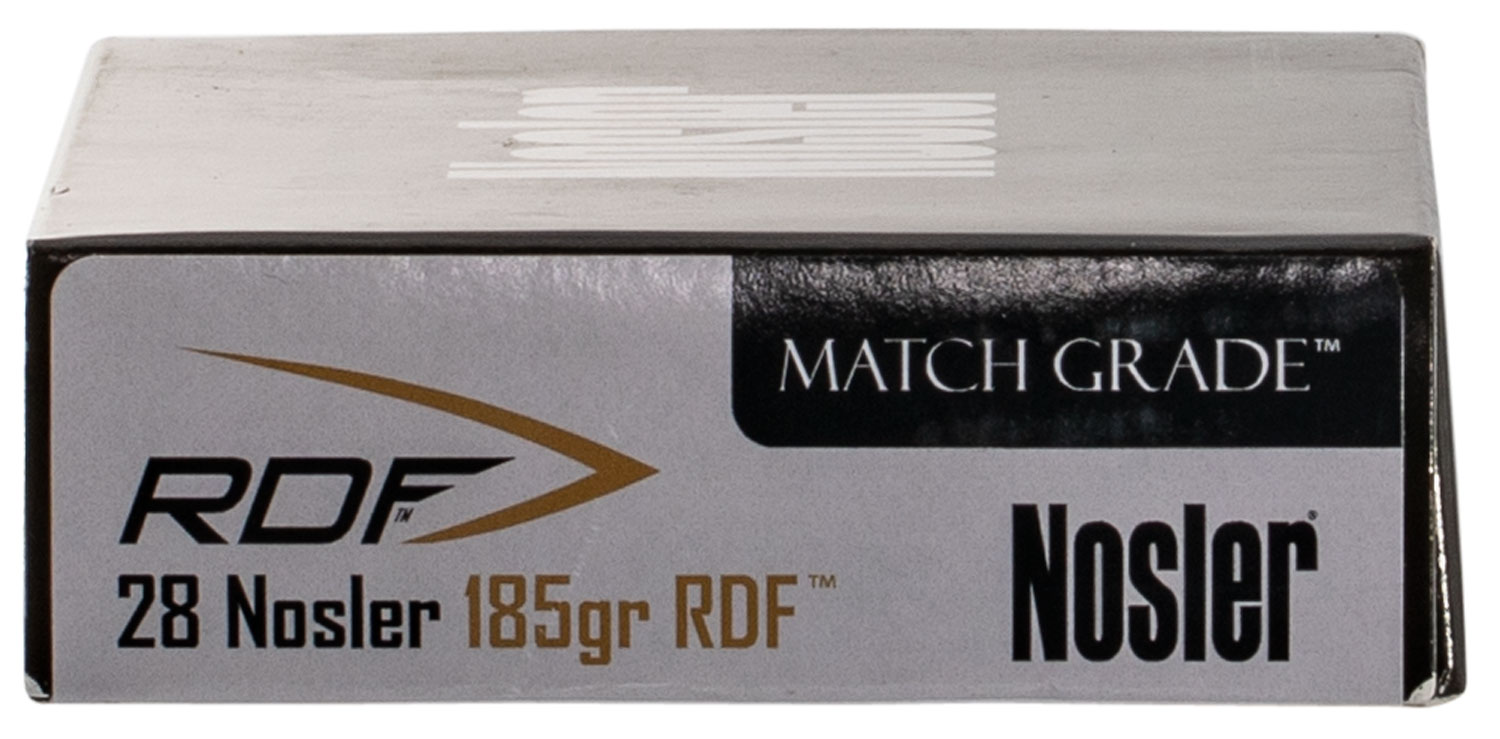 MATCH GRADE™
RDF™
28 Nosler 185gr RDF™
Nosler®